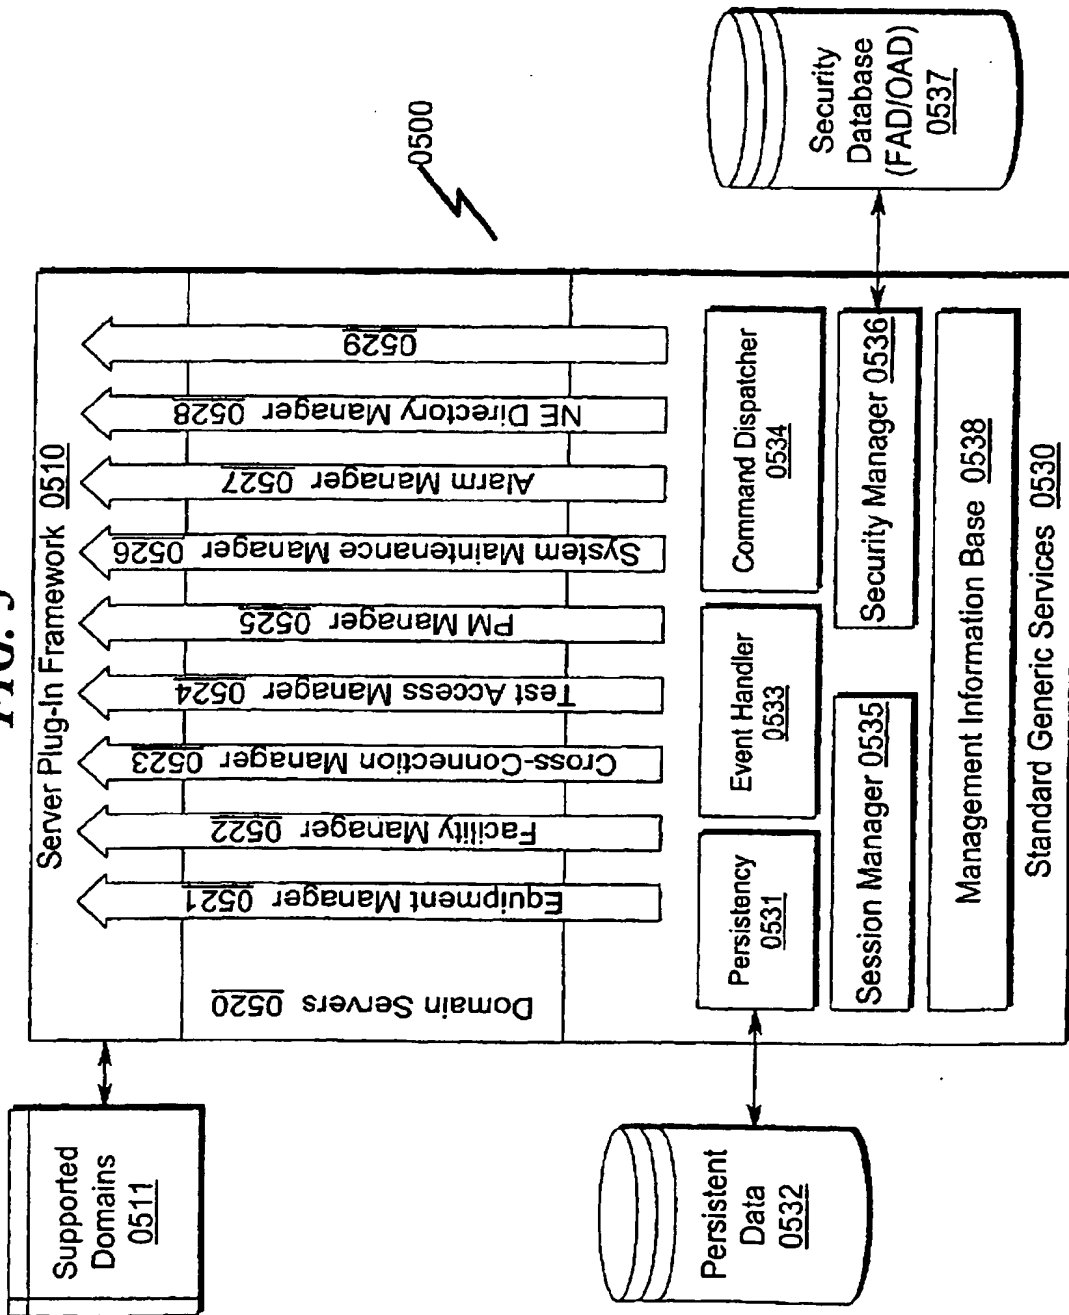 FIG. 5
0500
Supported
Domains
0511
Server Plug-In Framework 0510
Domain Servers 0520
Equipment Manager 0521
Facility Manager 0522
Cross-Connection Manager 0523
Test Access Manager 0524
PM Manager 0525
System Maintenance Manager 0526
Alarm Manager 0527
NE Directory Manager 0528
0529
Persistent
Data
0532
Persistency
0531
Event Handler
0533
Command Dispatcher
0534
Session Manager 0535
Security Manager 0536
Security
Database
(FAD/OAD)
0537
Management Information Base 0538
Standard Generic Services 0530